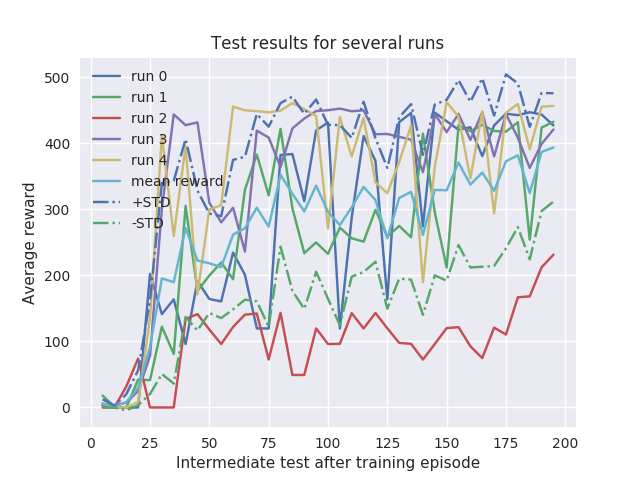 Test results for several runs
500
400
300
200
100
0
Average reward
run 0
run 1
run 2
run 3
run 4
mean reward
+STD
-STD
0 25 50 75 100 125 150 175 200
Intermediate test after training episode